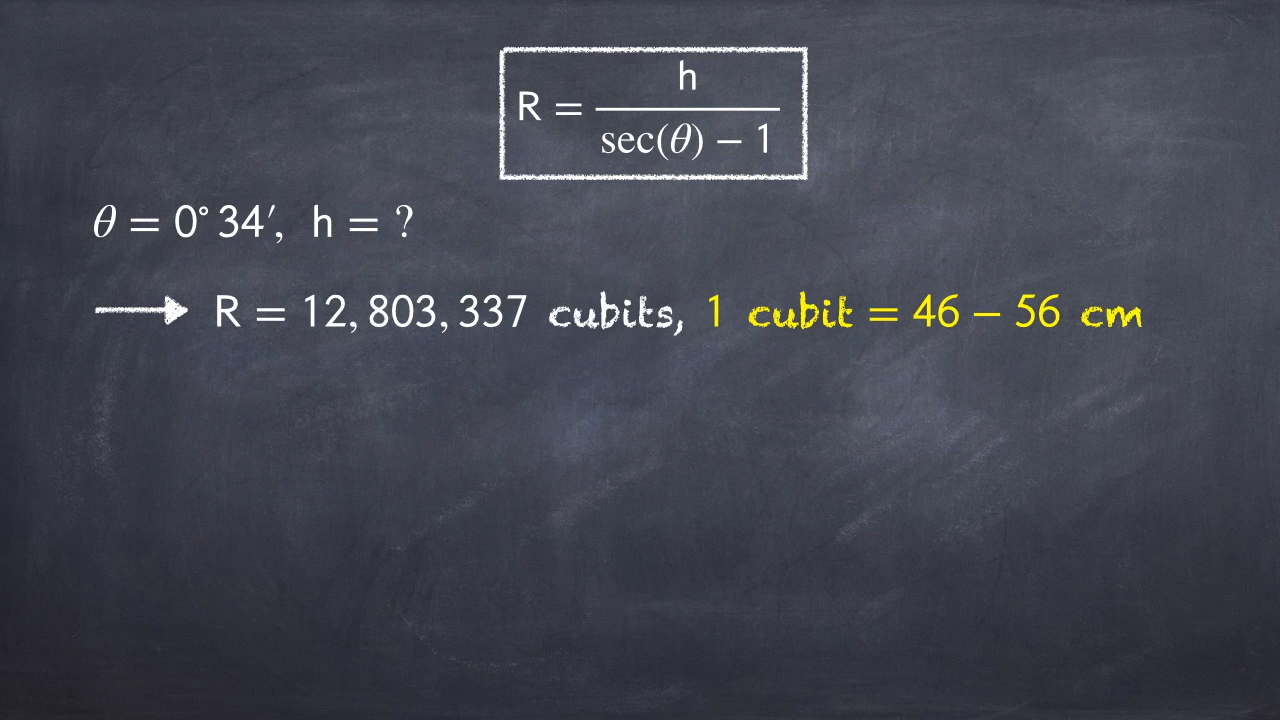 R = h / sec(θ) − 1
θ = 0° 34′, h = ?
R = 12, 803, 337 cubits, 1 cubit = 46 − 56 cm